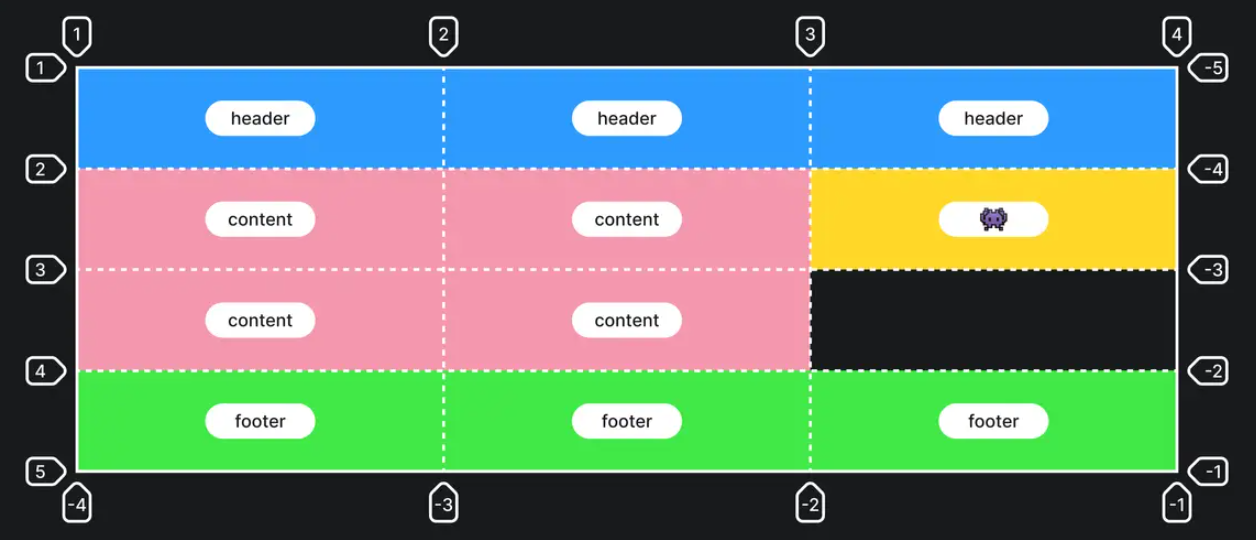 1 2 3 4
1 -5
header header header
2 -4
content content 👾
3 -3
content content
4 -2
footer footer footer
5 -1
-4 -3 -2 -1